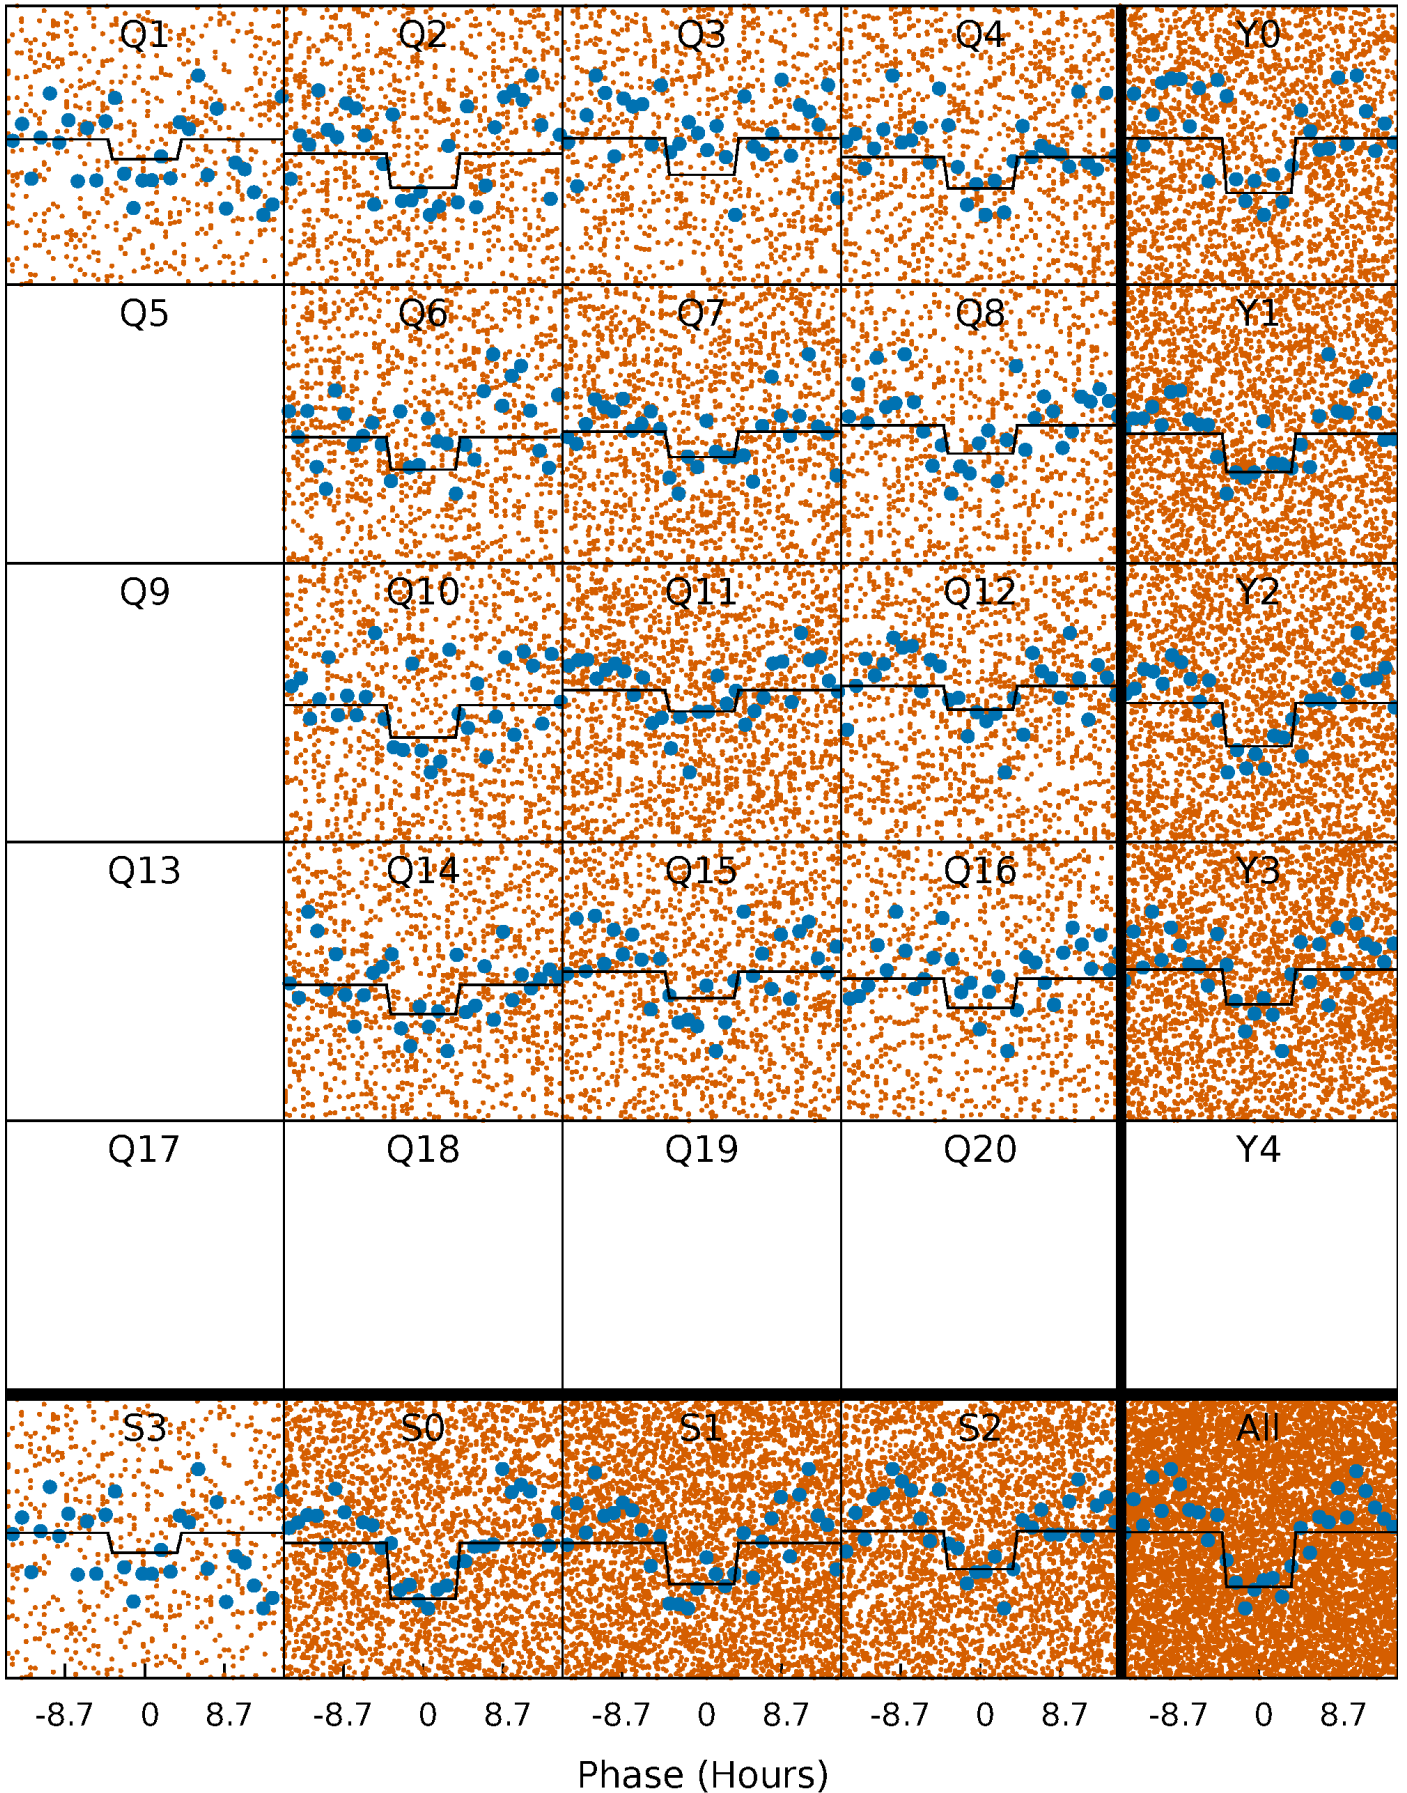 Q1 Q2 Q3 Q4 Y0
Q5 Q6 Q7 Q8 Y1
Q9 Q10 Q11 Q12 Y2
Q13 Q14 Q15 Q16 Y3
Q17 Q18 Q19 Q20 Y4
S3 S0 S1 S2 All
-8.7 0 8.7 -8.7 0 8.7 -8.7 0 8.7 -8.7 0 8.7 -8.7 0 8.7
Phase (Hours)